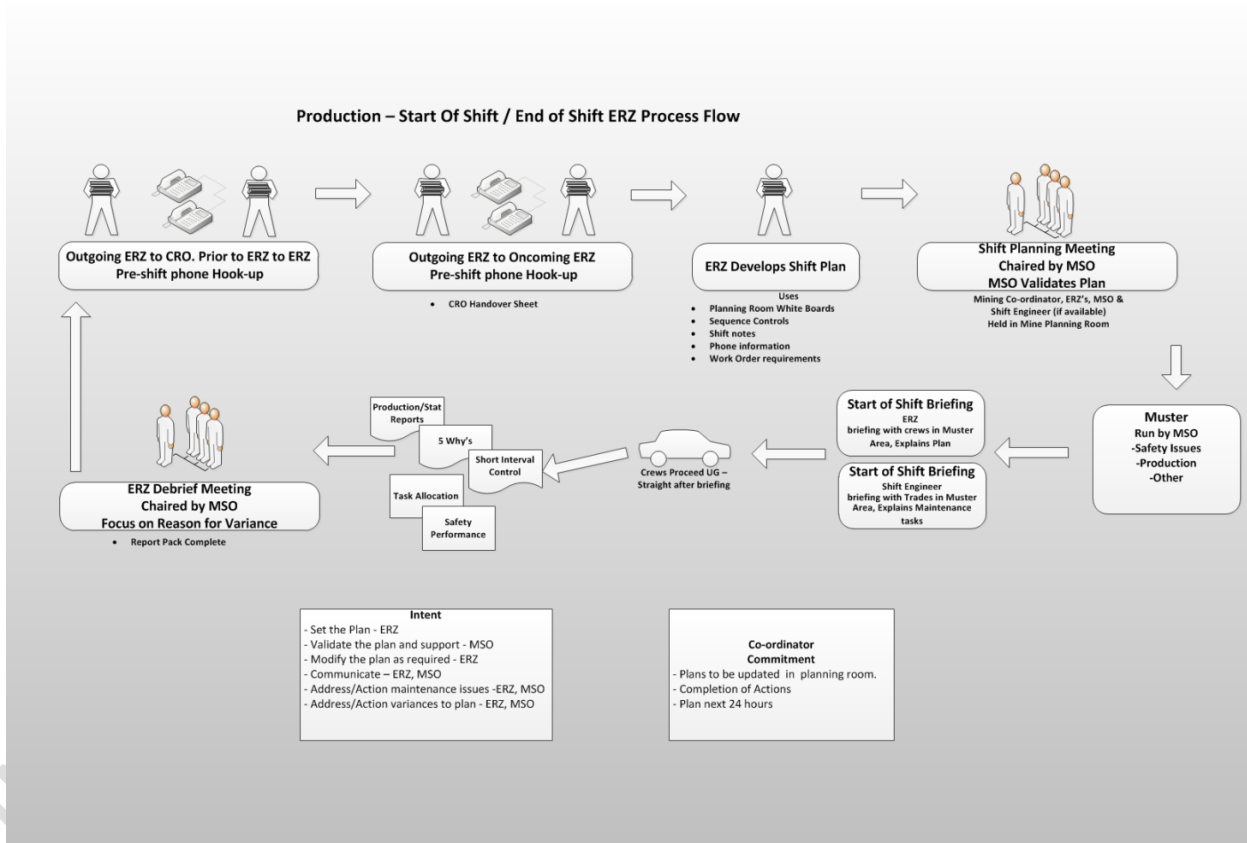 Production – Start Of Shift / End of Shift ERZ Process Flow
Outgoing ERZ to CRO. Prior to ERZ to ERZ
Pre-shift phone Hook-up
Outgoing ERZ to Oncoming ERZ
Pre-shift phone Hook-up
• CRO Handover Sheet
ERZ Develops Shift Plan
Uses
• Planning Room White Boards
• Sequence Controls
• Shift notes
• Phone information
• Work Order requirements
Shift Planning Meeting
Chaired by MSO
MSO Validates Plan
Mining Co-ordinator, ERZ's, MSO &
Shift Engineer (if available)
Held in Mine Planning Room
Muster
Run by MSO
-Safety Issues
-Production
-Other
Start of Shift Briefing
ERZ
briefing with crews in Muster
Area, Explains Plan
Start of Shift Briefing
Shift Engineer
briefing with Trades in Muster
Area, Explains Maintenance
tasks
Crews Proceed UG –
Straight after briefing
Production/Stat
Reports
5 Why's
Short Interval
Control
Task Allocation
Safety
Performance
ERZ Debrief Meeting
Chaired by MSO
Focus on Reason for Variance
• Report Pack Complete
Intent
- Set the Plan - ERZ
- Validate the plan and support - MSO
- Modify the plan as required - ERZ
- Communicate – ERZ, MSO
- Address/Action maintenance issues -ERZ, MSO
- Address/Action variances to plan - ERZ, MSO
Co-ordinator
Commitment
- Plans to be updated in planning room.
- Completion of Actions
- Plan next 24 hours